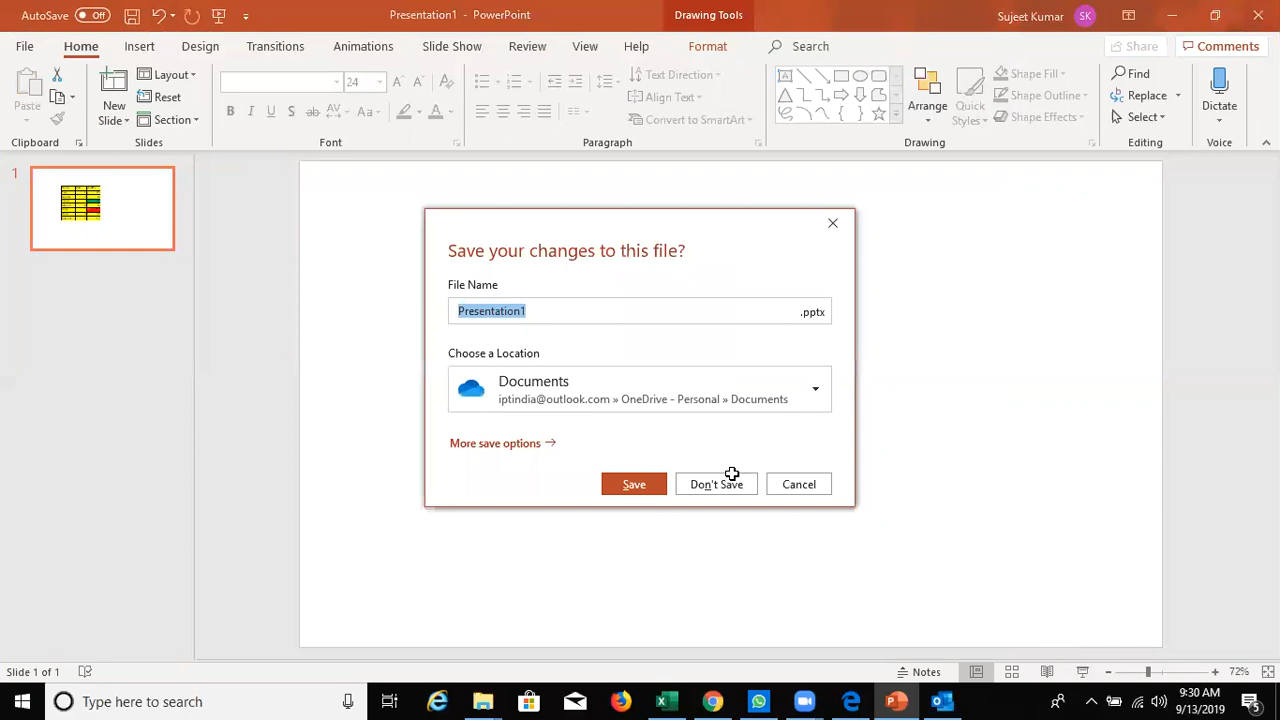 AutoSave Off Presentation1 - PowerPoint Drawing Tools Sujeet Kumar SK
File Home Insert Design Transitions Animations Slide Show Review View Help Format Search Share Comments
Paste
New
Slide
Layout
Reset
Section
24
B I U S ab AV Aa A
Text Direction
Align Text
Convert to SmartArt
Arrange
Quick
Styles
Shape Fill
Shape Outline
Shape Effects
Find
Replace
Select
Dictate
Clipboard Slides Font Paragraph Drawing Editing Voice
1
Save your changes to this file?
File Name
Presentation1 .pptx
Choose a Location
Documents
iptindia@outlook.com » OneDrive - Personal » Documents
More save options
Save Don't Save Cancel
Slide 1 of 1 Notes 72%
Type here to search
9:30 AM
9/13/2019
5